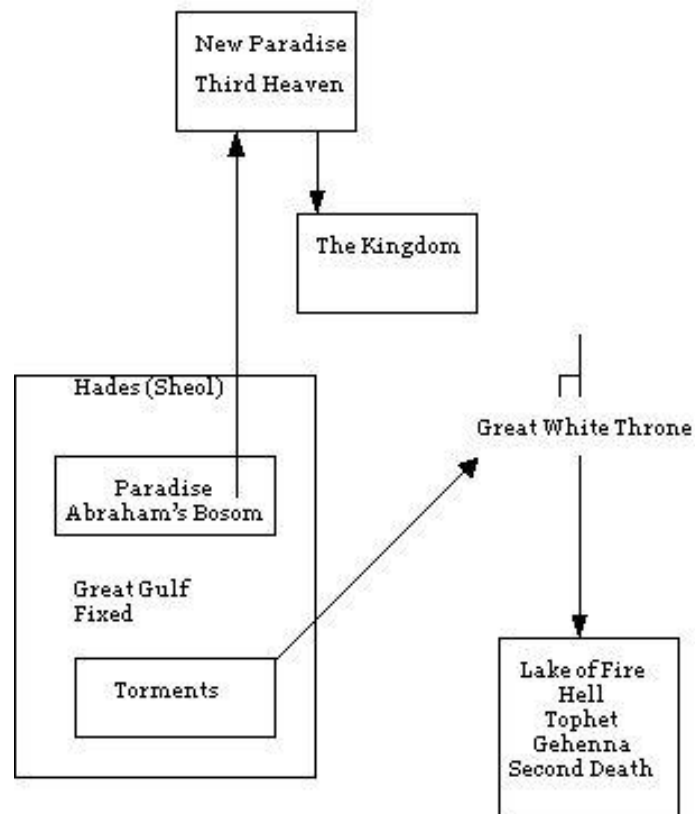 New Paradise
Third Heaven
The Kingdom
Hades (Sheol)
Great White Throne
Paradise
Abraham's Bosom
Great Gulf
Fixed
Torments
Lake of Fire
Hell
Tophet
Gehenna
Second Death